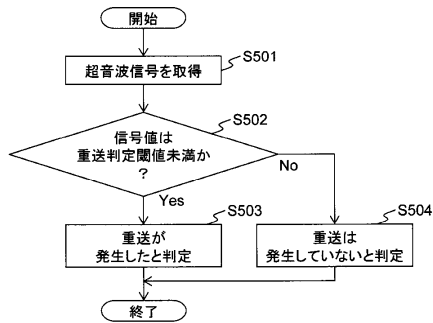 開始
超音波信号を取得
S501
信号値は
重送判定閾値未満か
?
S502
No
Yes
重送が
発生したと判定
S503
重送は
発生していないと判定
S504
終了